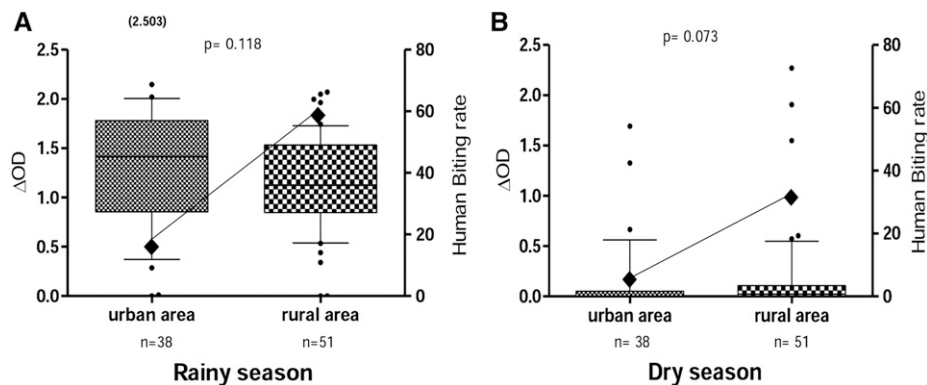 A
(2.503)
p= 0.118
2.5
2.0
1.5
1.0
0.5
0.0
ΔOD
80
60
40
20
0
Human Biting rate
urban area rural area
n=38 n=51
Rainy season
B
p= 0.073
2.5
2.0
1.5
1.0
0.5
0.0
ΔOD
80
60
40
20
0
Human Biting rate
urban area rural area
n= 38 n= 51
Dry season